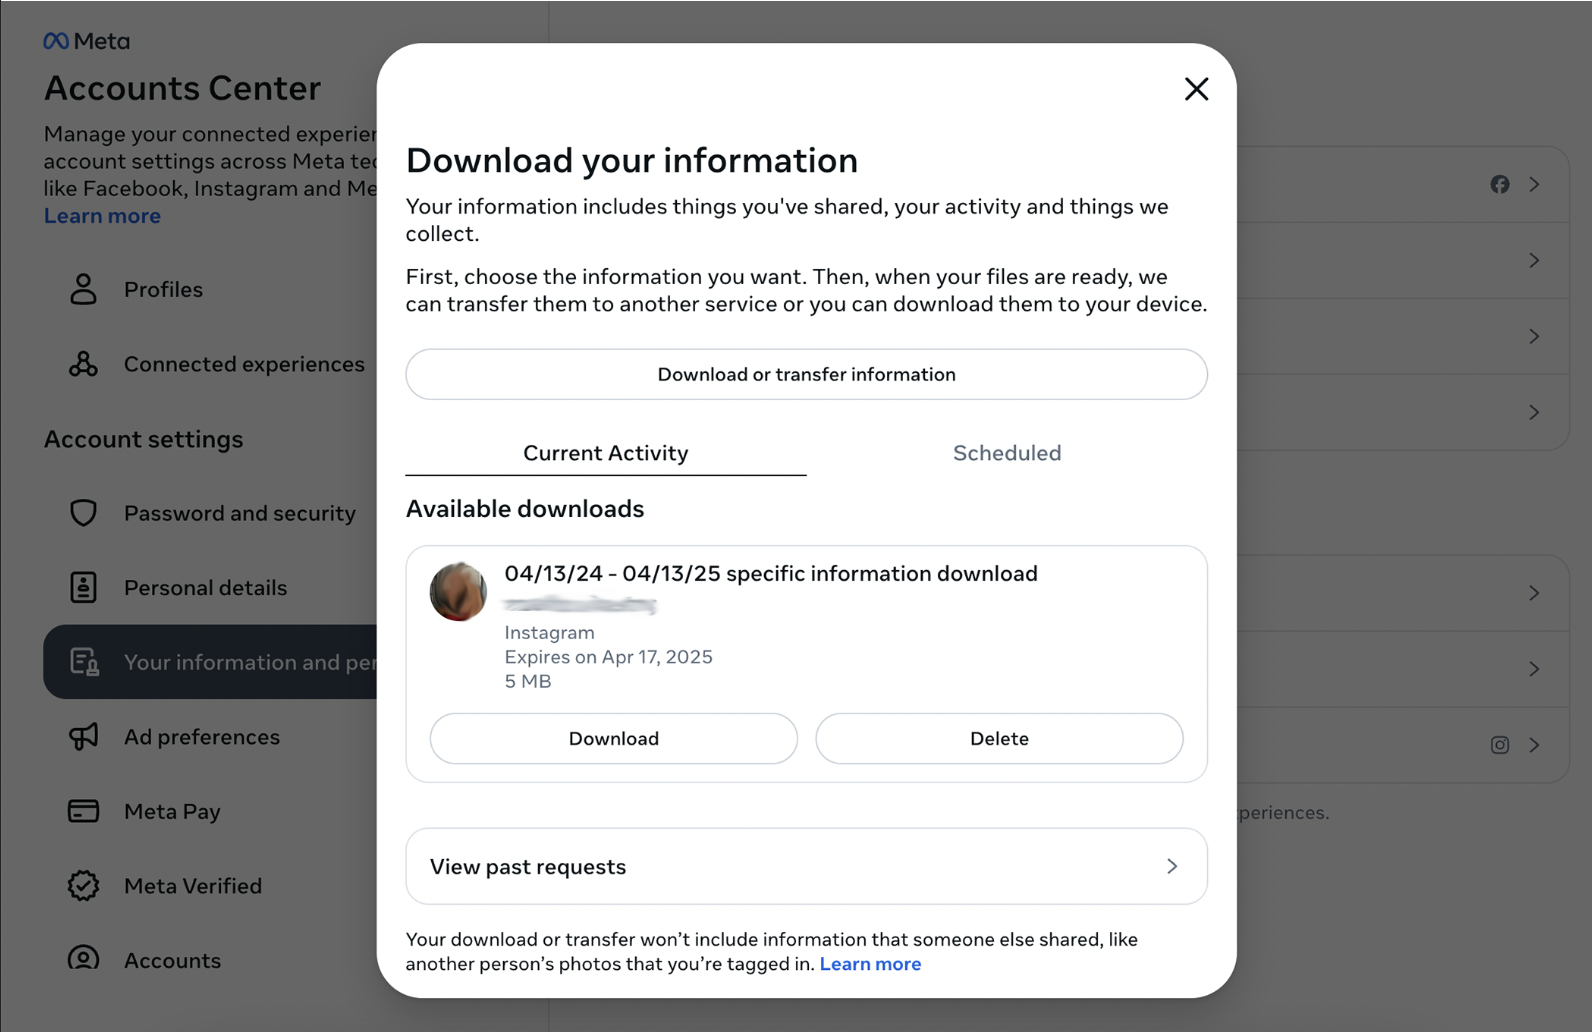 Meta
Accounts Center
Manage your connected experien
account settings across Meta tec
like Facebook, Instagram and Me
Learn more
Profiles
Connected experiences
Account settings
Password and security
Personal details
Your information and per
Ad preferences
Meta Pay
Meta Verified
Accounts
Download your information
Your information includes things you've shared, your activity and things we
collect.
First, choose the information you want. Then, when your files are ready, we
can transfer them to another service or you can download them to your device.
Download or transfer information
Current Activity
Scheduled
Available downloads
04/13/24 - 04/13/25 specific information download
Instagram
Expires on Apr 17, 2025
5 MB
Download
Delete
View past requests
Your download or transfer won’t include information that someone else shared, like
another person’s photos that you’re tagged in. Learn more
periences.